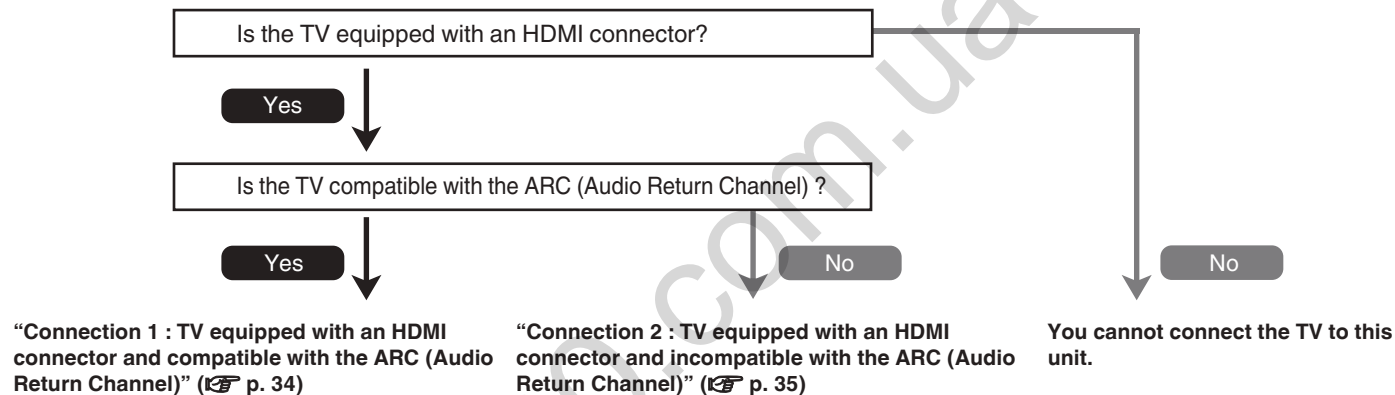 Is the TV equipped with an HDMI connector?
Yes
Is the TV compatible with the ARC (Audio Return Channel) ?
Yes
No
No
“Connection 1 : TV equipped with an HDMI
connector and compatible with the ARC (Audio
Return Channel)” (☞ p. 34)
“Connection 2 : TV equipped with an HDMI
connector and incompatible with the ARC (Audio
Return Channel)” (☞ p. 35)
You cannot connect the TV to this
unit.
.com.ua